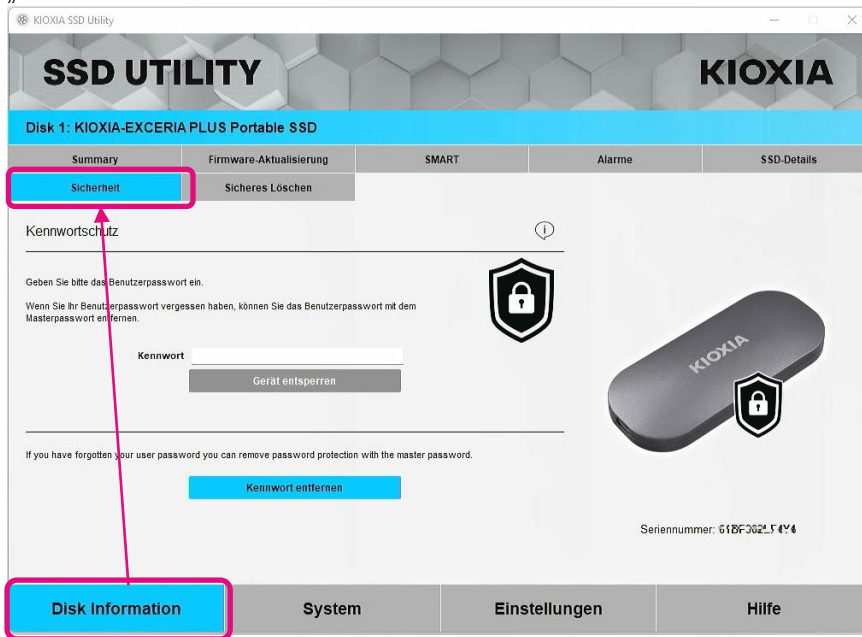 „
KIOXIA SSD Utility
SSD UTILITY
KIOXIA
Disk 1: KIOXIA-EXCERIA PLUS Portable SSD
Summary
Firmware-Aktualisierung
SMART
Alarme
SSD-Details
Sicherheit
Sicheres Löschen
Kennwortschutz
Geben Sie bitte das Benutzerpasswort ein.
Wenn Sie Ihr Benutzerpasswort vergessen haben, können Sie das Benutzerpasswort mit dem
Masterpasswort entfernen.
Kennwort
Gerät entsperren
KIOXIA
If you have forgotten your user password you can remove password protection with the master password.
Kennwort entfernen
Seriennummer:
Disk Information
System
Einstellungen
Hilfe